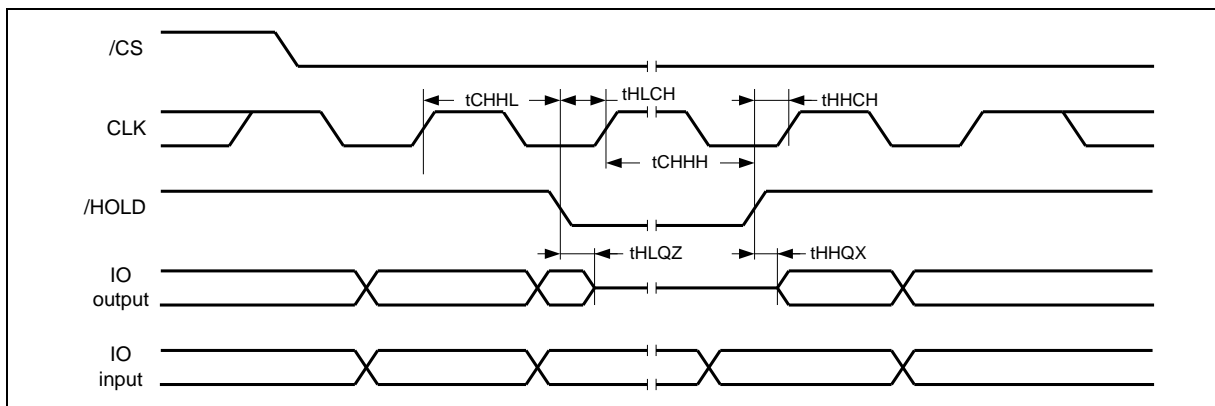 /CS
tCHHL
tHLCH
tHHCH
CLK
tCHHH
/HOLD
tHLQZ
tHHQX
IO
output
IO
input